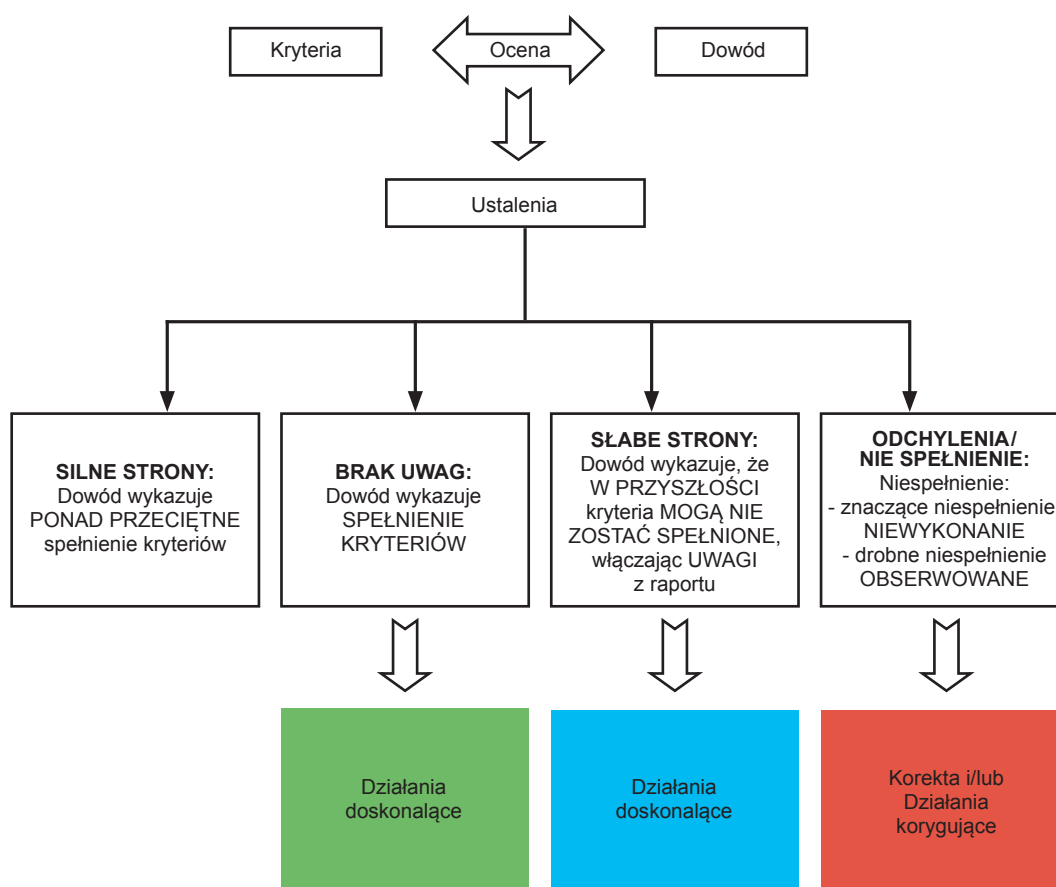 Kryteria
Ocena
Dowód
Ustalenia
SILNE STRONY:
Dowód wykazuje
PONAD PRZECIĘTNE
spełnienie kryteriów
BRAK UWAG:
Dowód wykazuje
SPEŁNIENIE
KRYTERIÓW
SŁABE STRONY:
Dowód wykazuje, że
W PRZYSZŁOŚCI
kryteria MOGĄ NIE
ZOSTAĆ SPEŁNIONE,
włączając UWAGI
z raportu
ODCHYLENIA/
NIE SPEŁNIENIE:
Niespełnienie:
- znaczące niespełnienie
NIEWYKONANIE
- drobne niespełnienie
OBSERWOWANE
Działania
doskonalące
Działania
doskonalące
Korekta i/lub
Działania
korygujące